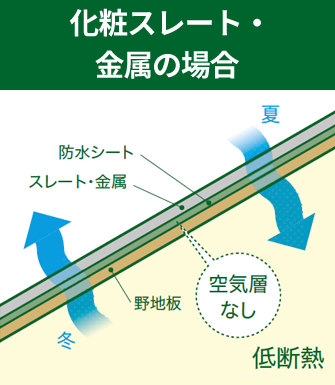 化粧スレート・
金属の場合
夏
防水シート
スレート・金属
空気層
なし
野地板
冬
低断熱